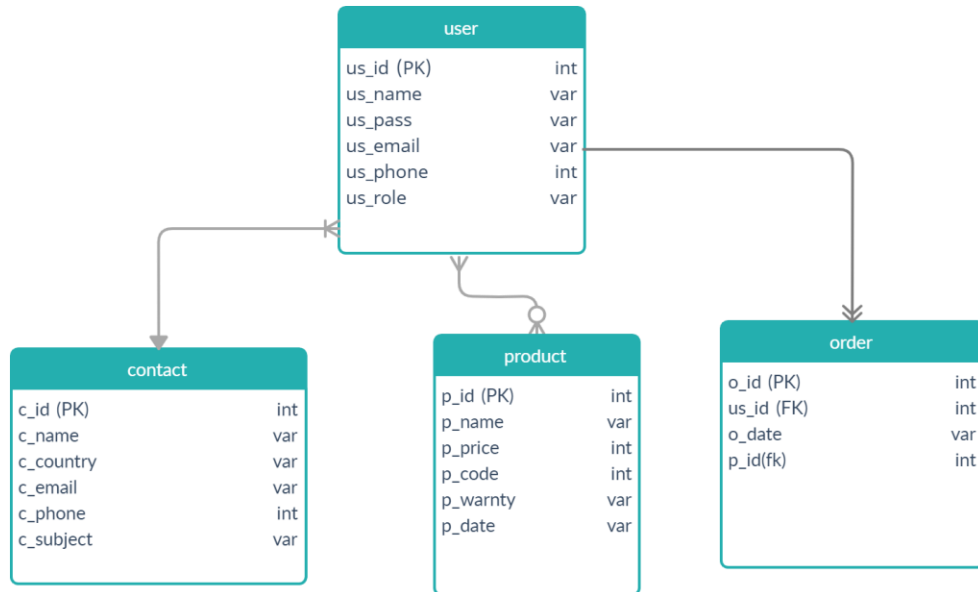 user
us_id (PK) int
us_name var
us_pass var
us_email var
us_phone int
us_role var
contact
c_id (PK) int
c_name var
c_country var
c_email var
c_phone int
c_subject var
product
p_id (PK) int
p_name var
p_price int
p_code int
p_warnty var
p_date var
order
o_id (PK) int
us_id (FK) int
o_date var
p_id(fk) int